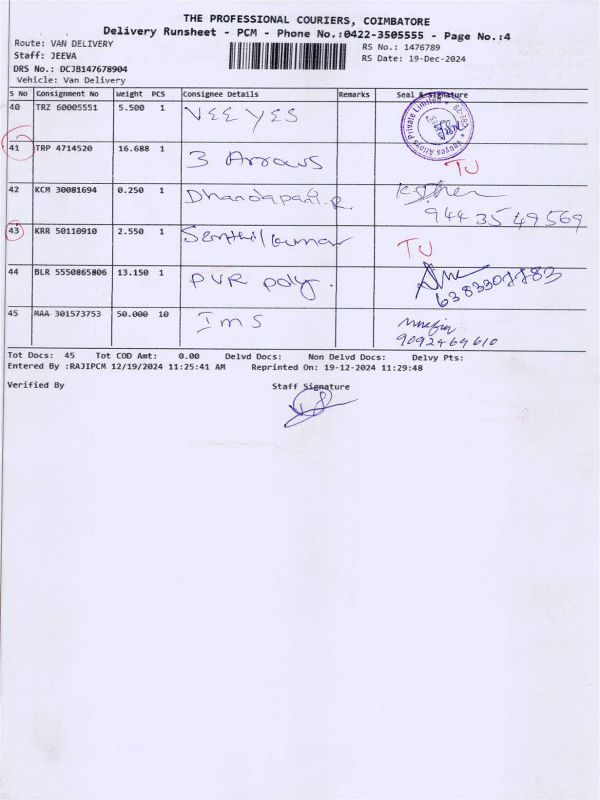 THE PROFESSIONAL COURIERS, COIMBATORE
Delivery Runsheet - PCM - Phone No.:0422-3505555 - Page No.:4
Route: VAN DELIVERY
RS No.: 1476789
Staff: JEEVA
RS Date: 19-Dec-2024
DRS No.: DCJB147678904
Vehicle: Van Delivery
S No Consignment No Weight PCS Consignee Details Remarks Seal & Signature
40 TRZ 60005551 5.500 1 VEE YES
41 TRP 4714520 16.688 1 3 Arrows TJ
42 KCM 30081694 0.250 1 Dhandapani.R
9443549569
43 KRR 50110910 2.550 1 Senthilkumar TJ
44 BLR 5550865806 13.150 1 PVR poly.
45 MAA 301573753 50.000 10 IMS
9092469610
Tot Docs: 45 Tot COD Amt: 0.00 Delvd Docs: Non Delvd Docs: Delvy Pts:
Entered By :RAJIPCM 12/19/2024 11:25:41 AM Reprinted On: 19-12-2024 11:29:48
Verified By Staff Signature